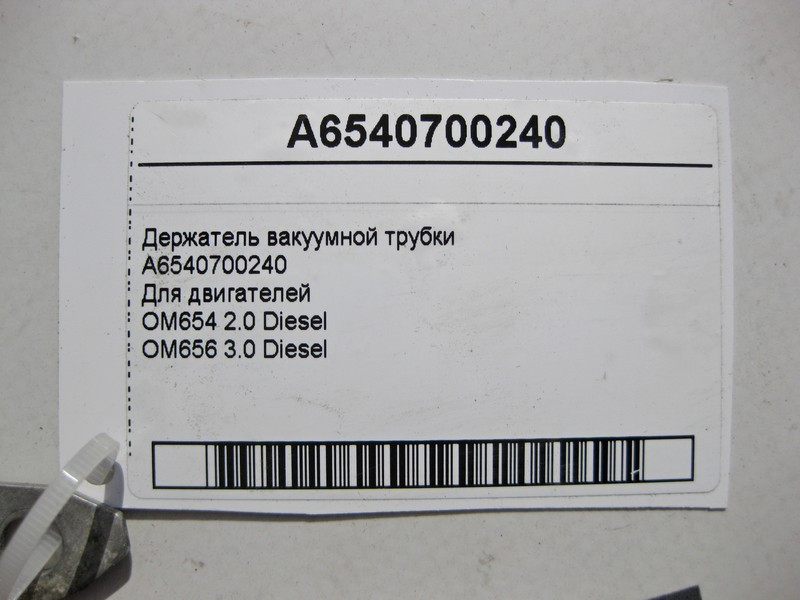 A6540700240
Держатель вакуумной трубки
A6540700240
Для двигателей
OM654 2.0 Diesel
OM656 3.0 Diesel